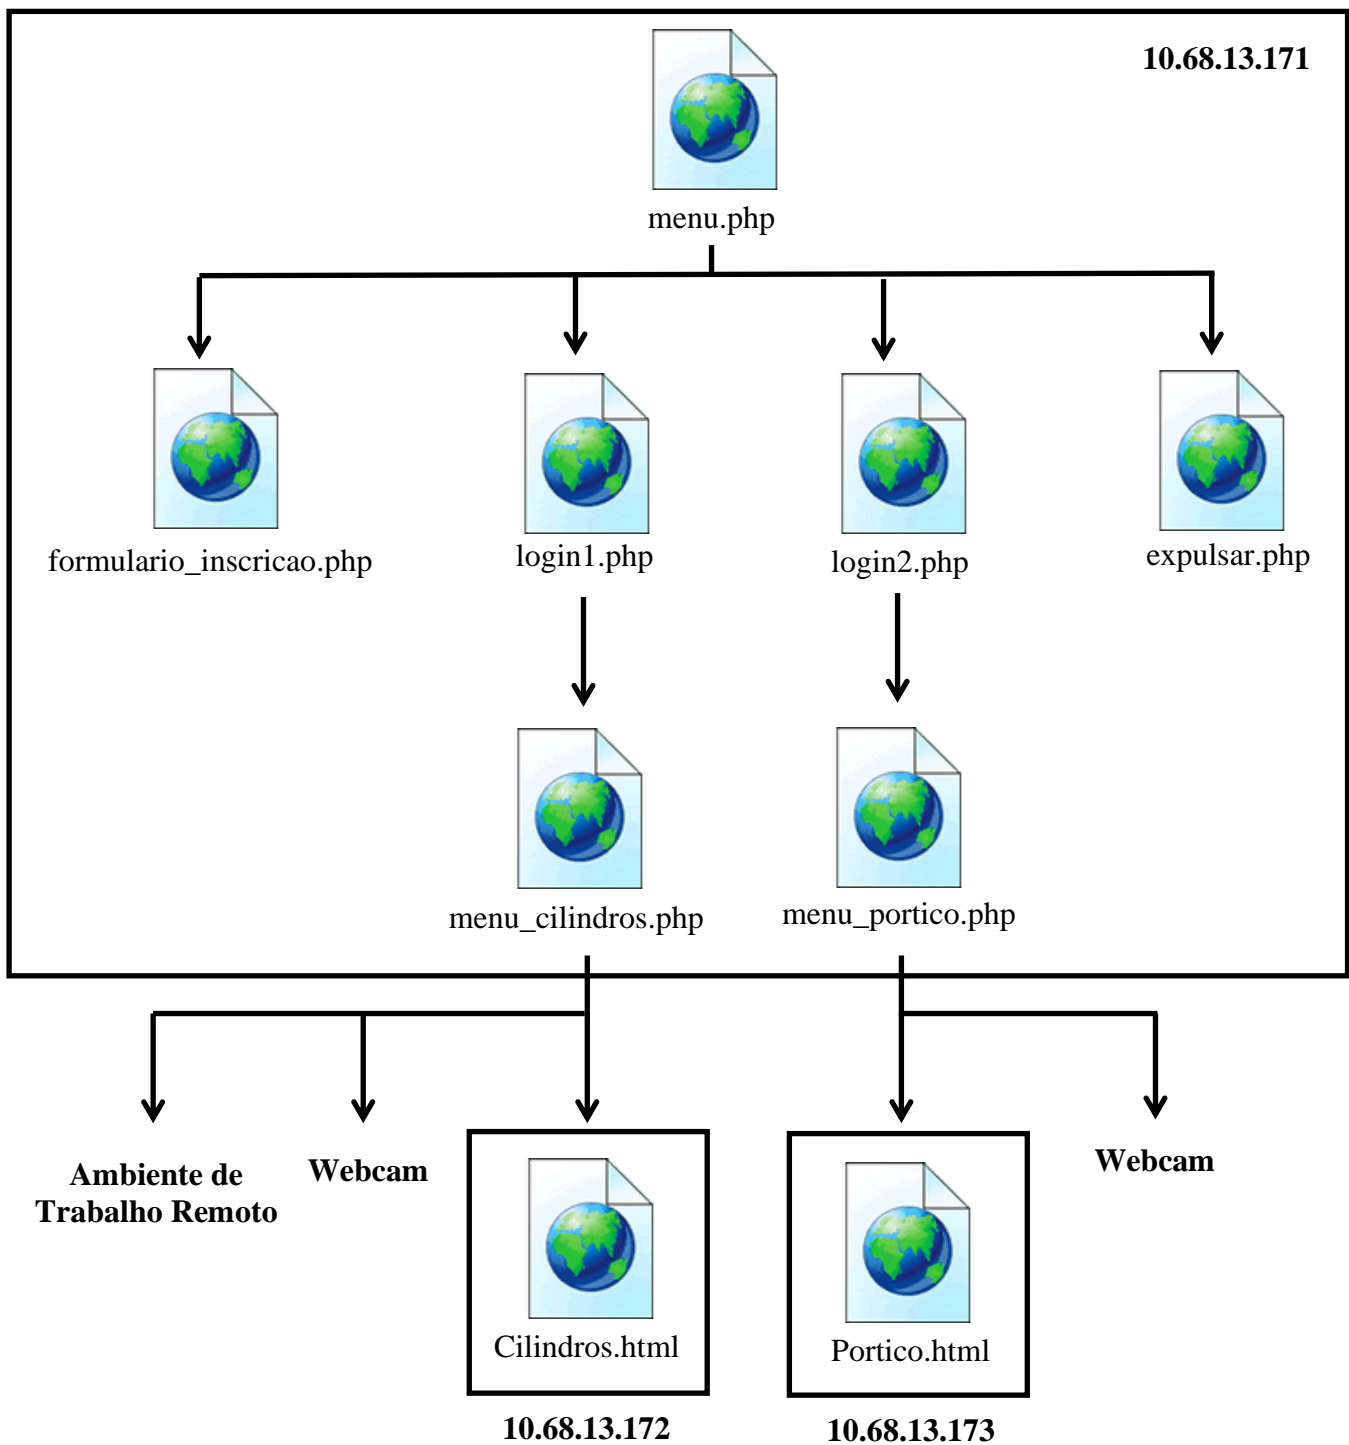 10.68.13.171
menu.php
formulario_inscricao.php
login1.php
login2.php
expulsar.php
menu_cilindros.php
menu_portico.php
Ambiente de
Trabalho Remoto
Webcam
Webcam
Cilindros.html
Portico.html
10.68.13.172
10.68.13.173